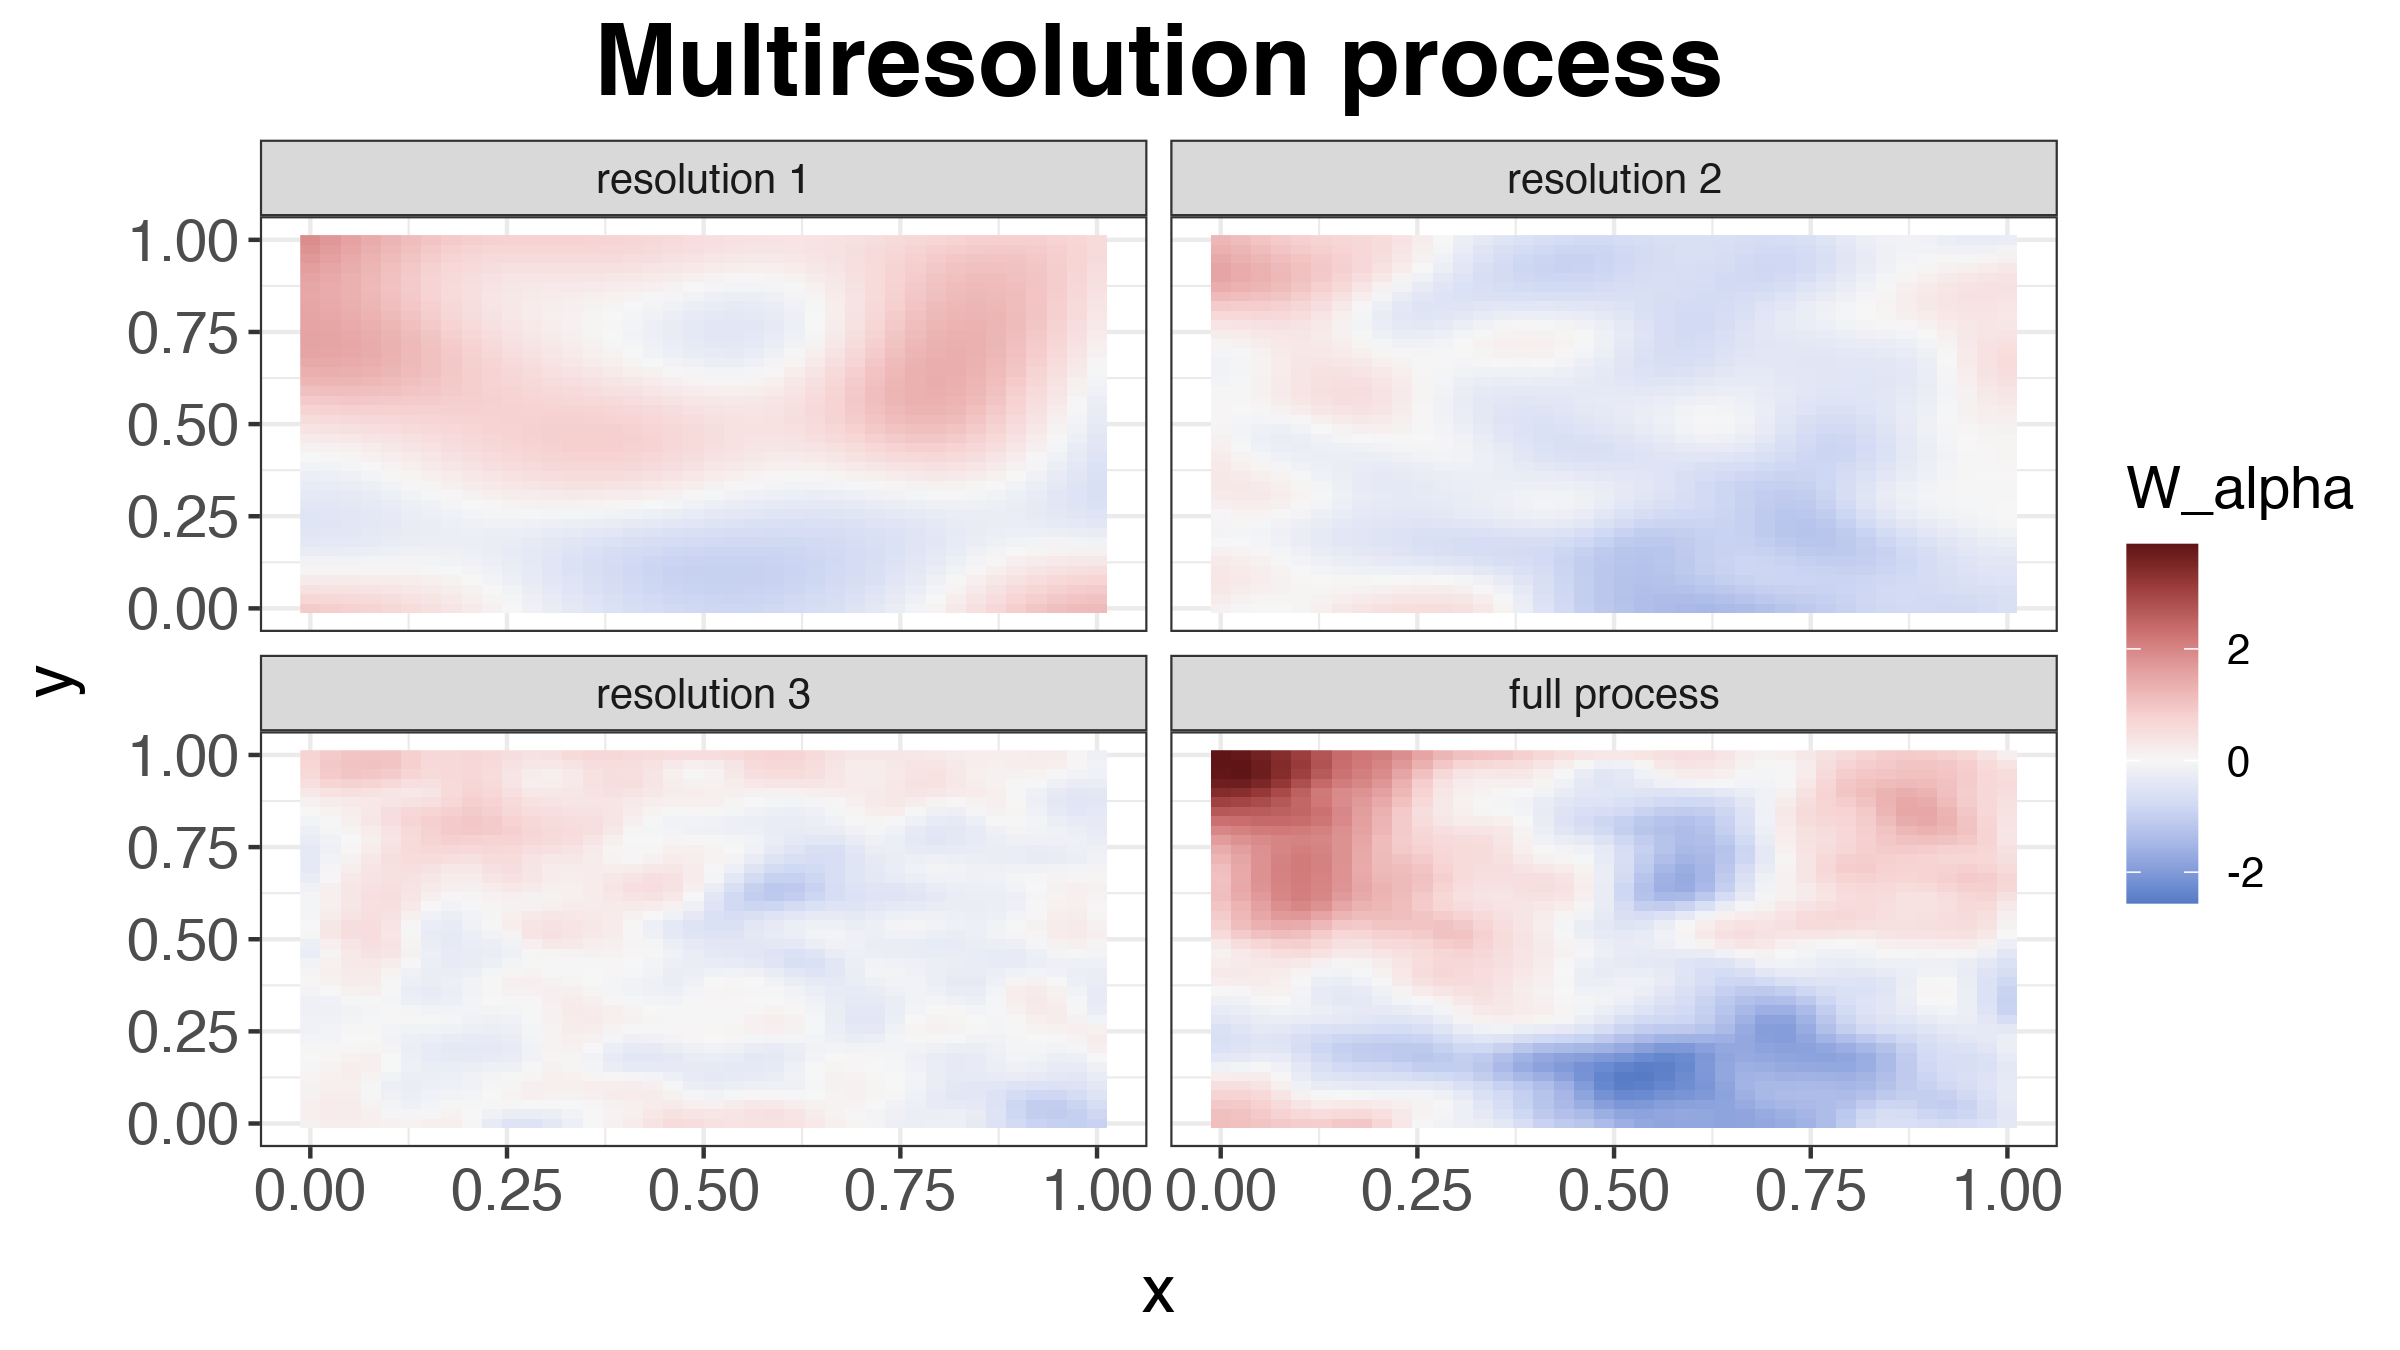 Multiresolution process
resolution 1
resolution 2
1.00
0.75
0.50
0.25
0.00
resolution 3
full process
1.00
0.75
0.50
0.25
0.00
0.00 0.25 0.50 0.75 1.00 0.00 0.25 0.50 0.75 1.00
x
y
W_alpha
2
0
-2